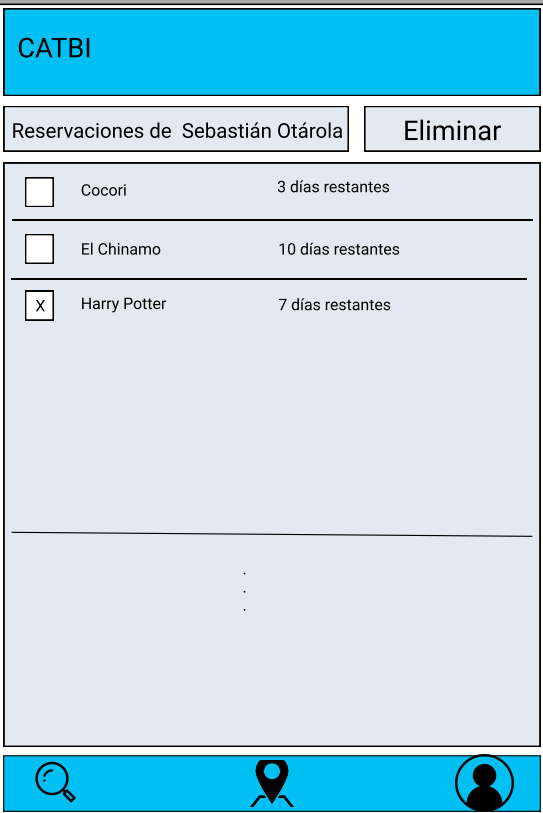 CATBI
Reservaciones de Sebastián Otárola
Eliminar
Cocori 3 días restantes
El Chinamo 10 días restantes
X Harry Potter 7 días restantes
.
.
.